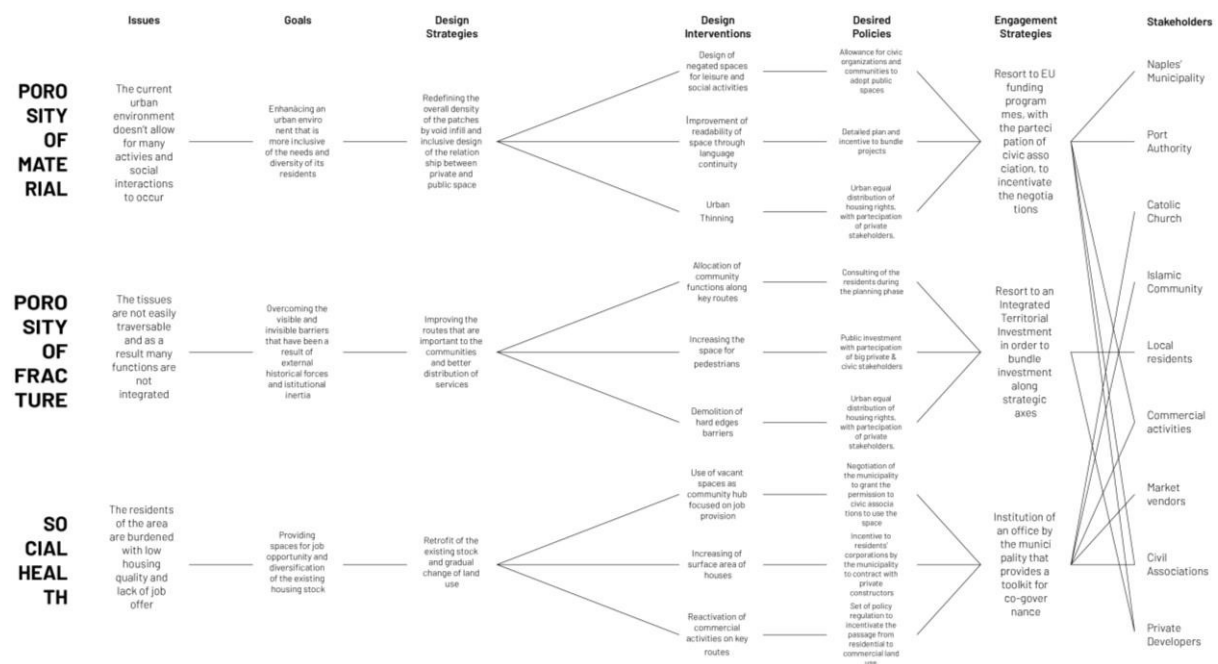 Issues
Goals
Design
Strategies
Design
Interventions
Desired
Policies
Engagement
Strategies
Stakeholders
PORO
SITY
OF
MATE
RIAL
The current
urban
environment
doesn't allow
for many
activies and
social
interactions
to occur
Enhanàcing an
urban enviro
nent that is
more inclusive
of the needs and
diversity of its
residents
Redefining the
overall density
of the patches
by void infill and
inclusive design
of the relation
ship between
private and
public space
Design of
negated spaces
for leisure and
social activities
Improvement of
readability of
space through
language
continuity
Urban
Thinning
Allowance for civic
organizations and
communities to
adopt public
spaces
Detailed plan and
incentive to bundle
projects
Urban equal
distribution of
housing rights,
with partecipation
of private
stakeholders.
Resort to EU
funding
program
mes, with
the parteci
pation of
civic asso
ciation, to
incentivate
the negotia
tions
PORO
SITY
OF
FRAC
TURE
The tissues
are not easily
traversable
and as a
result many
functions are
not
integrated
Overcoming the
visible and
invisible barriers
that have been a
result of
external
historical forces
and istitutional
inertia
Improving the
routes that are
important to the
communities
and better
distribution of
services
Allocation of
community
functions along
key routes
Increasing the
space for
pedestrians
Demolition of
hard edges
barriers
Consulting of the
residents during
the planning phase
Public investment
with partecipation
of big private &
civic stakeholders
Urban equal
distribution of
housing rights,
with partecipation
of private
stakeholders.
Resort to an
Integrated
Territorial
Investment
in order to
bundle
investment
along
strategic
axes
SO
CIAL
HEAL
TH
The residents
of the area
are burdened
with low
housing
quality and
lack of job
offer
Providing
spaces for job
opportunity and
diversification
of the existing
housing stock
Retrofit of the
existing stock
and gradual
change of land
use
Use of vacant
spaces as
community hub
focused on job
provision
Increasing of
surface area of
houses
Reactivation of
commercial
activities on key
routes
Negotiation of
the municipality
to grant the
permission to
civic associa
tions to use the
space
Incentive to
residents'
corporations by
the municipality
to contract with
private
constructors
Set of policy
regulation to
incentivate the
passage from
residential to
commercial land
use
Institution of
an office by
the munici
pality that
provides a
toolkit for
co-gover
nance
Naples'
Municipality
Port
Authority
Catolic
Church
Islamic
Community
Local
residents
Commercial
activities
Market
vendors
Civil
Associations
Private
Developers